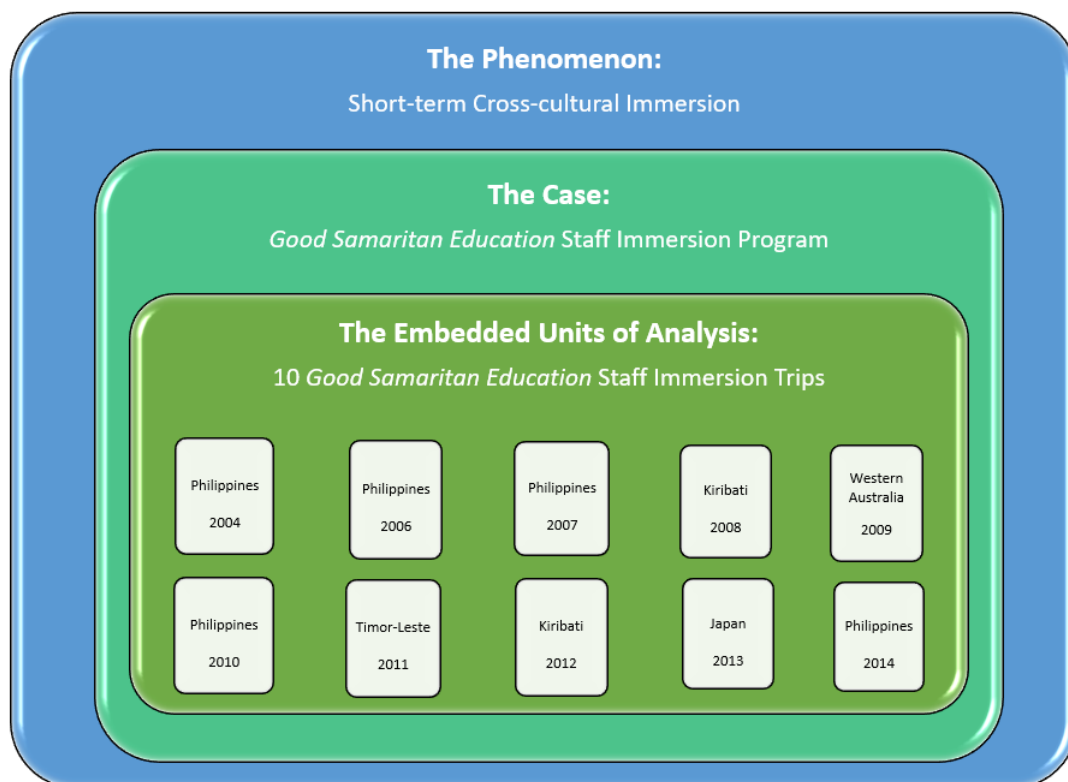 The Phenomenon:
Short-term Cross-cultural Immersion
The Case:
Good Samaritan Education Staff Immersion Program
The Embedded Units of Analysis:
10 Good Samaritan Education Staff Immersion Trips
Philippines
2004
Philippines
2006
Philippines
2007
Kiribati
2008
Western
Australia
2009
Philippines
2010
Timor-Leste
2011
Kiribati
2012
Japan
2013
Philippines
2014